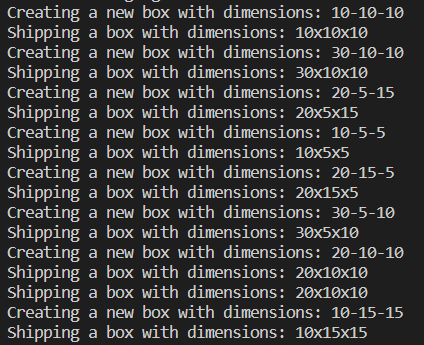 Creating a new box with dimensions: 10-10-10
Shipping a box with dimensions: 10x10x10
Creating a new box with dimensions: 30-10-10
Shipping a box with dimensions: 30x10x10
Creating a new box with dimensions: 20-5-15
Shipping a box with dimensions: 20x5x15
Creating a new box with dimensions: 10-5-5
Shipping a box with dimensions: 10x5x5
Creating a new box with dimensions: 20-15-5
Shipping a box with dimensions: 20x15x5
Creating a new box with dimensions: 30-5-10
Shipping a box with dimensions: 30x5x10
Creating a new box with dimensions: 20-10-10
Shipping a box with dimensions: 20x10x10
Shipping a box with dimensions: 20x10x10
Creating a new box with dimensions: 10-15-15
Shipping a box with dimensions: 10x15x15